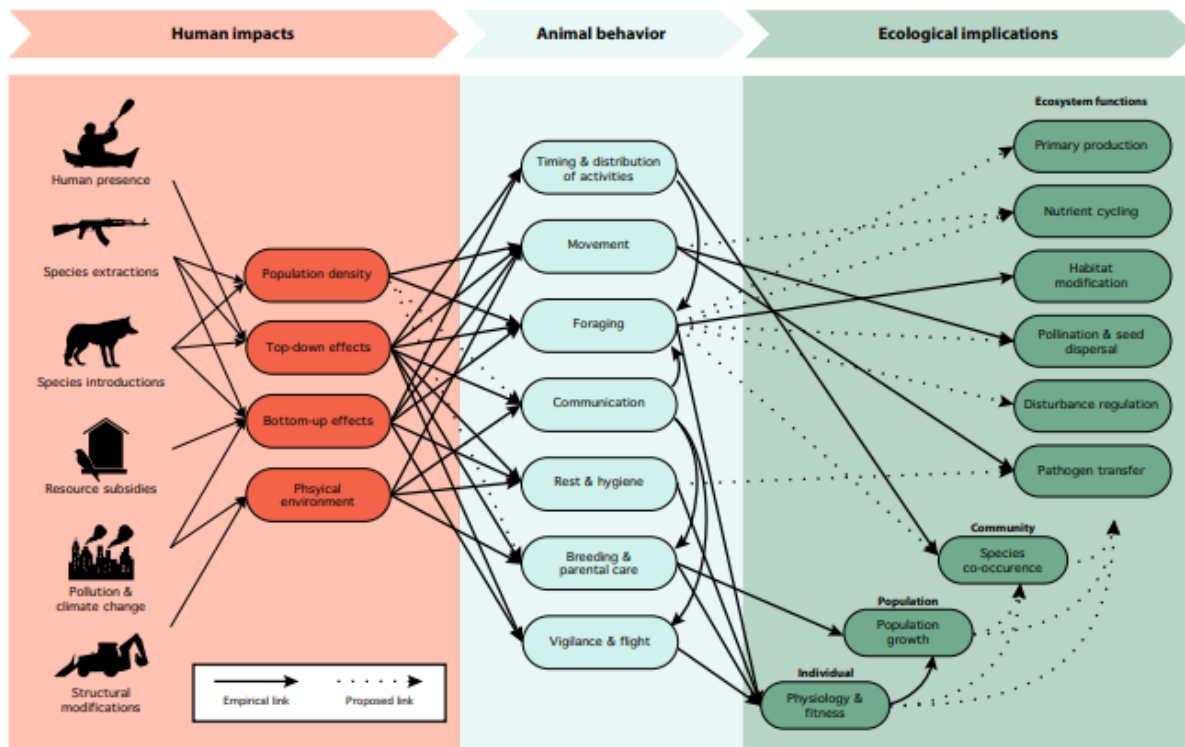 Human impacts
Animal behavior
Ecological implications
Human presence
Species extractions
Species introductions
Resource subsidies
Pollution &
climate change
Structural
modifications
Population density
Top-down effects
Bottom-up effects
Phsyical
environment
Empirical link
Proposed link
Timing & distribution
of activities
Movement
Foraging
Communication
Rest & hygiene
Breeding &
parental care
Vigilance & flight
Ecosystem functions
Primary production
Nutrient cycling
Habitat
modification
Pollination & seed
dispersal
Disturbance regulation
Pathogen transfer
Community
Species
co-occurence
Population
Population
growth
Individual
Physiology &
fitness